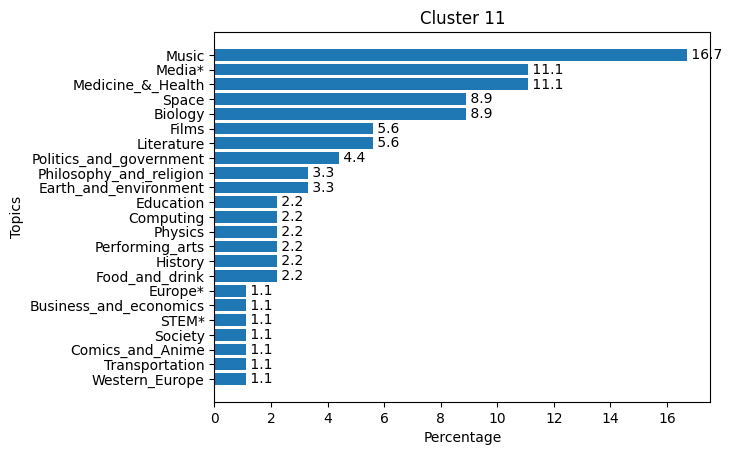 Cluster 11
Music 16.7
Media* 11.1
Medicine_&_Health 11.1
Space 8.9
Biology 8.9
Films 5.6
Literature 5.6
Politics_and_government 4.4
Philosophy_and_religion 3.3
Earth_and_environment 3.3
Education 2.2
Computing 2.2
Physics 2.2
Performing_arts 2.2
History 2.2
Food_and_drink 2.2
Europe* 1.1
Business_and_economics 1.1
STEM* 1.1
Society 1.1
Comics_and_Anime 1.1
Transportation 1.1
Western_Europe 1.1
Topics
0 2 4 6 8 10 12 14 16
Percentage